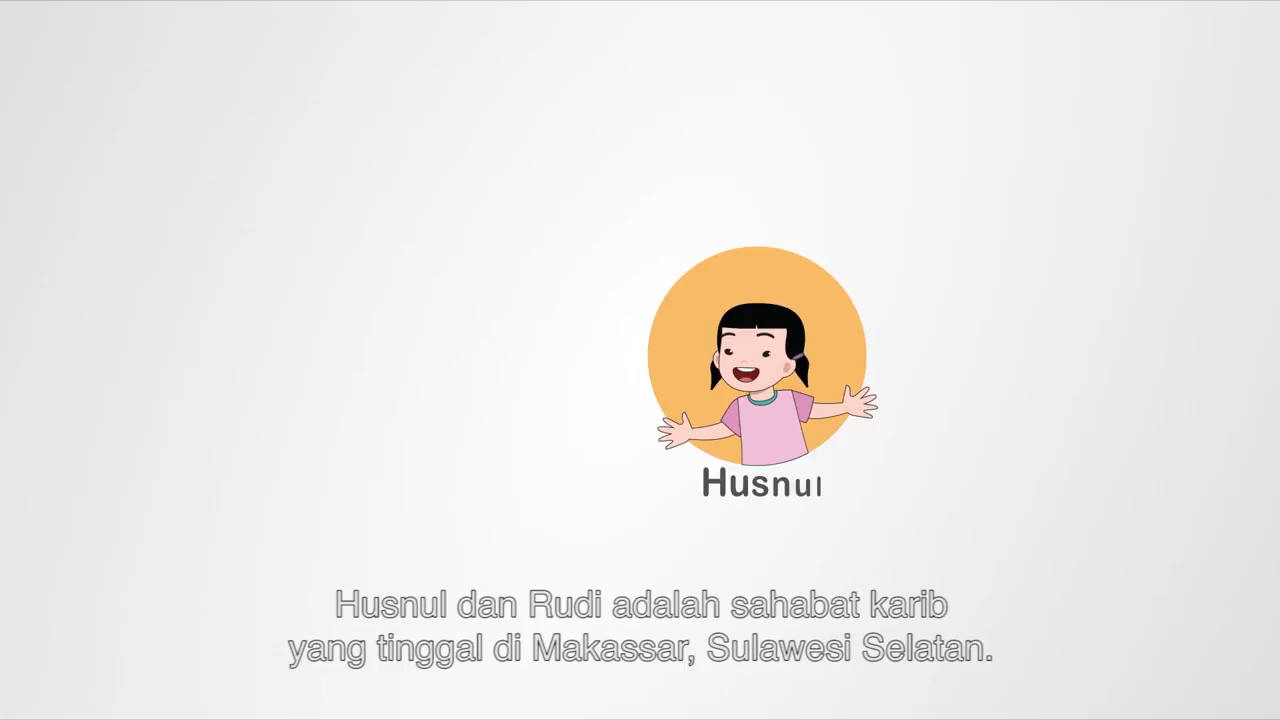 Husnul
Husnul dan Rudi adalah sahabat karib
yang tinggal di Makassar, Sulawesi Selatan.